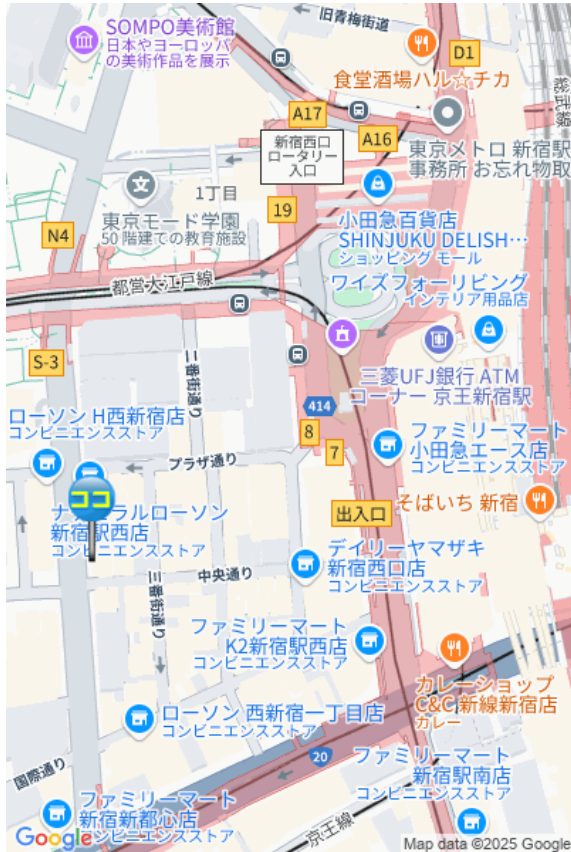 SOMPO美術館
日本やヨーロッパ
の美術作品を展示
旧青梅街道
D1
食堂酒場ハル☆チカ
総武線
A17
新宿西口
ロータリー
入口
A16
東京メトロ 新宿駅
事務所 お忘れ物取
1丁目
東京モード学園
50 階建ての教育施設
19
小田急百貨店
SHINJUKU DELISH…
ショッピング モール
N4
都営大江戸線
ワイズフォーリビング
インテリア用品店
S-3
二番街通り
三菱UFJ銀行 ATM
コーナー 京王新宿駅
414
ローソン H西新宿店
コンビニエンスストア
8
7
ファミリーマート
小田急エース店
コンビニエンスストア
プラザ通り
ココ
ナ
ラルローソン
新宿駅西店
コンビニエンスストア
出入口
そばいち 新宿
デイリーヤマザキ
新宿西口店
コンビニエンスストア
中央通り
三番街通り
ファミリーマート
K2新宿駅西店
コンビニエンスストア
カレーショップ
C&C 新線新宿店
カレー
ローソン 西新宿一丁目店
コンビニエンスストア
20
国際通り
ファミリーマート
新宿駅南店
コンビニエンスストア
ファミリーマート
新宿新都心店
ンビニエンスストア
京王線
Google
Map data ©2025 Google